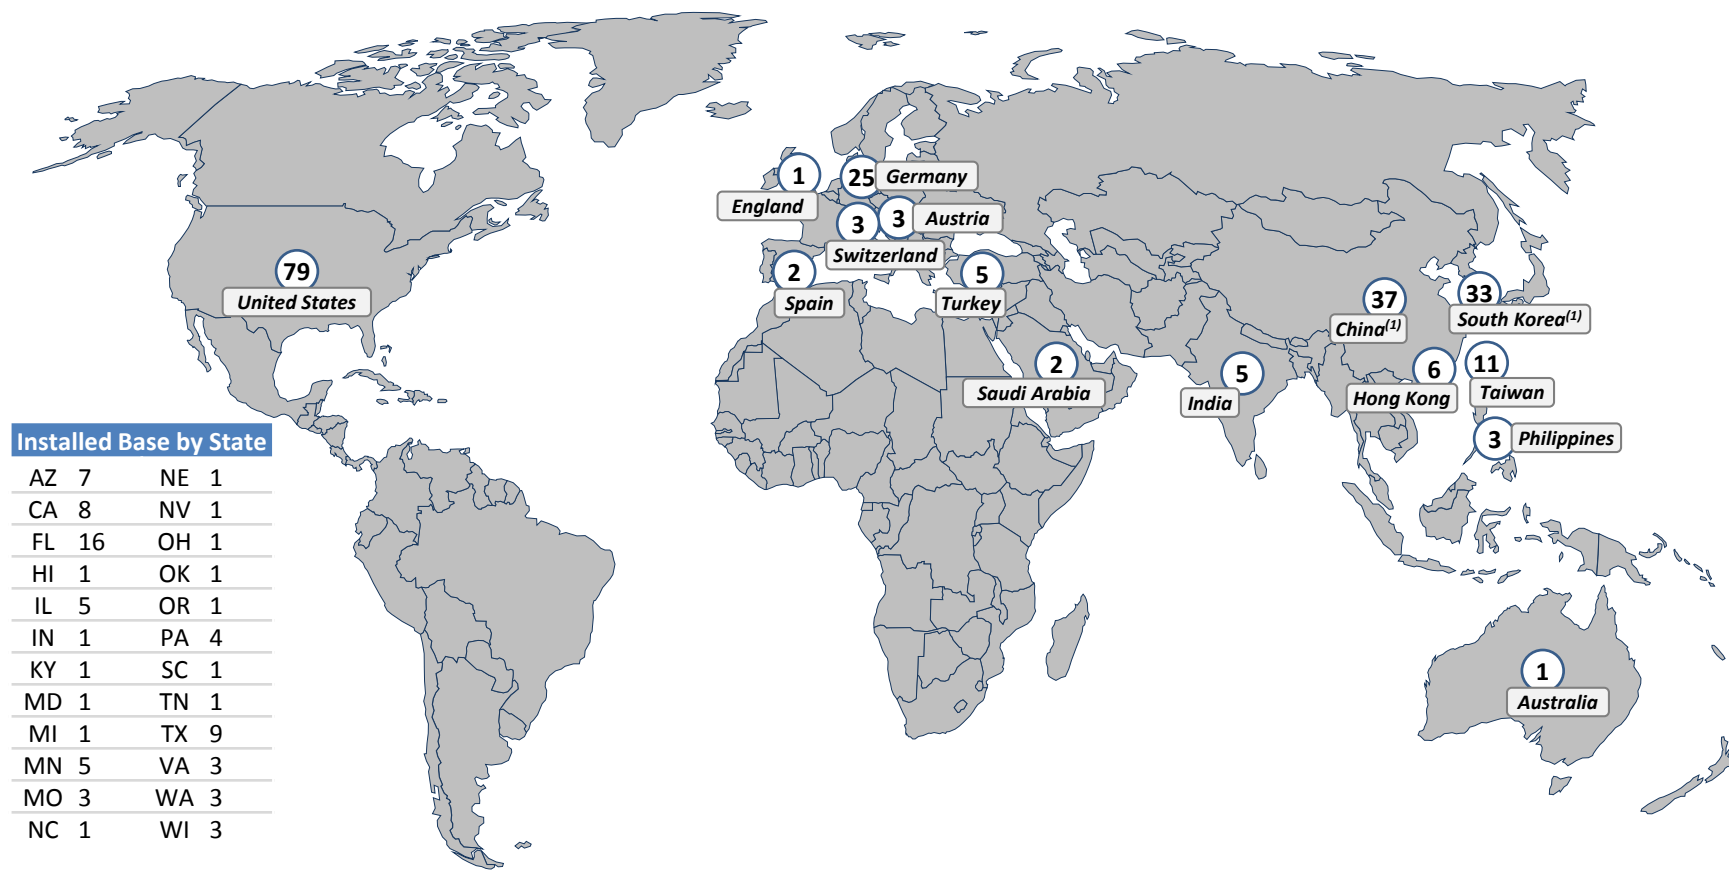 1
England
25 Germany
3
Switzerland
3 Austria
2
Spain
5
Turkey
79
United States
37
China(1)
33
South Korea(1)
2
Saudi Arabia
5
India
6
Hong Kong
11
Taiwan
3 Philippines
1
Australia
Installed Base by State
AZ 7 NE 1
CA 8 NV 1
FL 16 OH 1
HI 1 OK 1
IL 5 OR 1
IN 1 PA 4
KY 1 SC 1
MD 1 TN 1
MI 1 TX 9
MN 5 VA 3
MO 3 WA 3
NC 1 WI 3